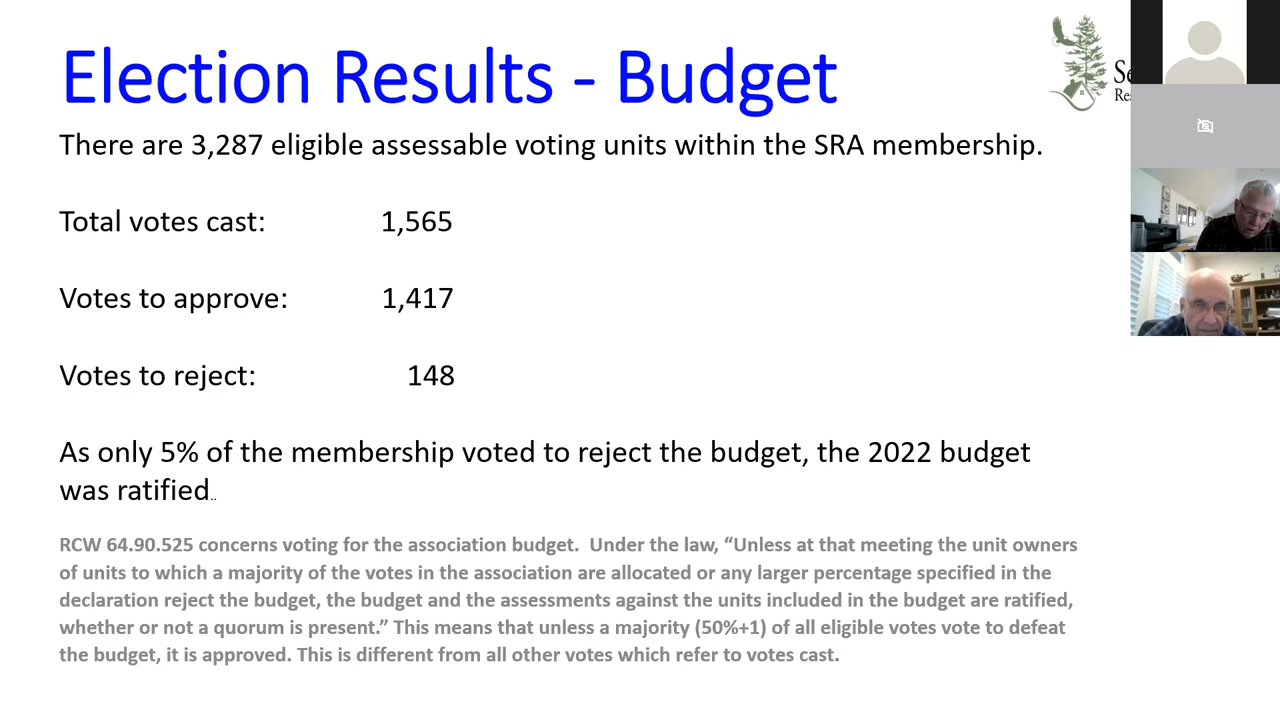 Election Results - Budget
There are 3,287 eligible assessable voting units within the SRA membership.
Total votes cast: 1,565
Votes to approve: 1,417
Votes to reject: 148
As only 5% of the membership voted to reject the budget, the 2022 budget
was ratified..
RCW 64.90.525 concerns voting for the association budget. Under the law, “Unless at that meeting the unit owners
of units to which a majority of the votes in the association are allocated or any larger percentage specified in the
declaration reject the budget, the budget and the assessments against the units included in the budget are ratified,
whether or not a quorum is present.” This means that unless a majority (50%+1) of all eligible votes vote to defeat
the budget, it is approved. This is different from all other votes which refer to votes cast.